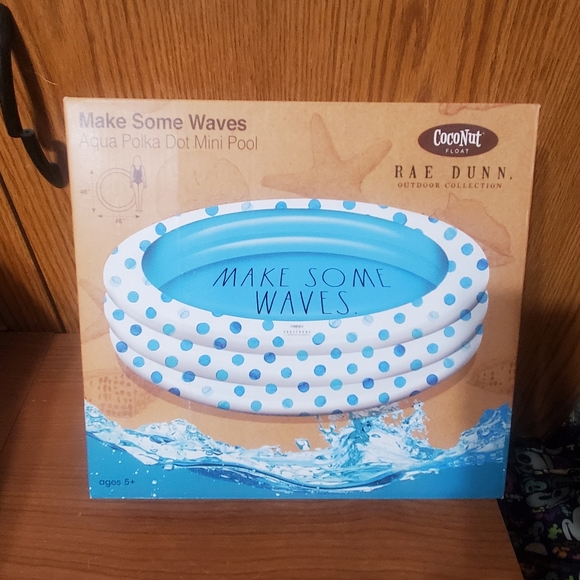 Make Some Waves
Aqua Polka Dot Mini Pool
CocoNut
FLOAT
RAE DUNN.
OUTDOOR COLLECTION
MAKE SOME
WAVES.
ages 5+